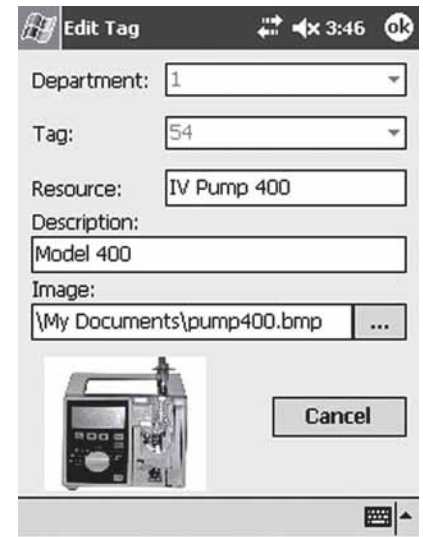 Edit Tag 3:46 ok
Department: 1
Tag: 54
Resource: IV Pump 400
Description:
Model 400
Image:
\My Documents\pump400.bmp ...
Cancel